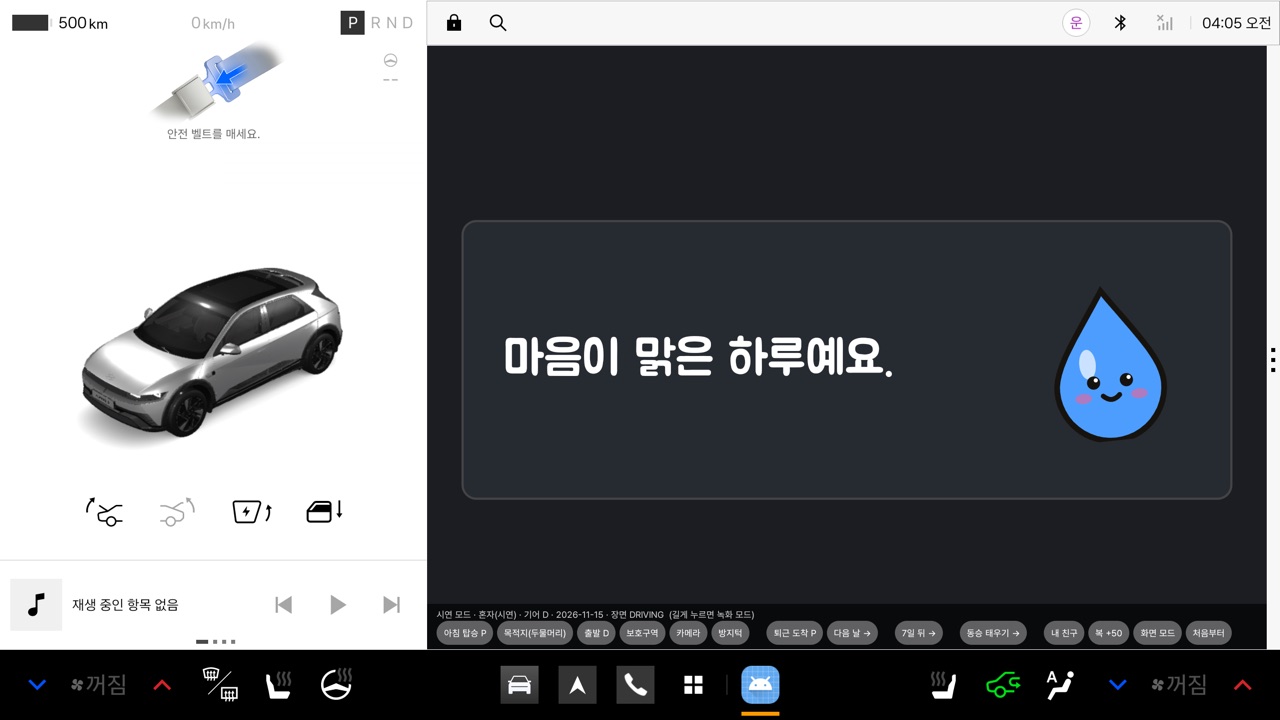 500 km
0 km/h
P R N D
운
04:05 오전
안전 벨트를 매세요.
--
마음이 맑은 하루예요.
재생 중인 항목 없음
시연 모드 · 혼자(시연) · 기어 D · 2026-11-15 · 장면 DRIVING (길게 누르면 녹화 모드)
아침 탑승 P 목적지(두물머리) 출발 D 보호구역 카메라 방지턱 퇴근 도착 P 다음 날 → 7일 뒤 → 동승 태우기 → 내 친구 복 +50 화면 모드 처음부터
꺼짐
A
꺼짐